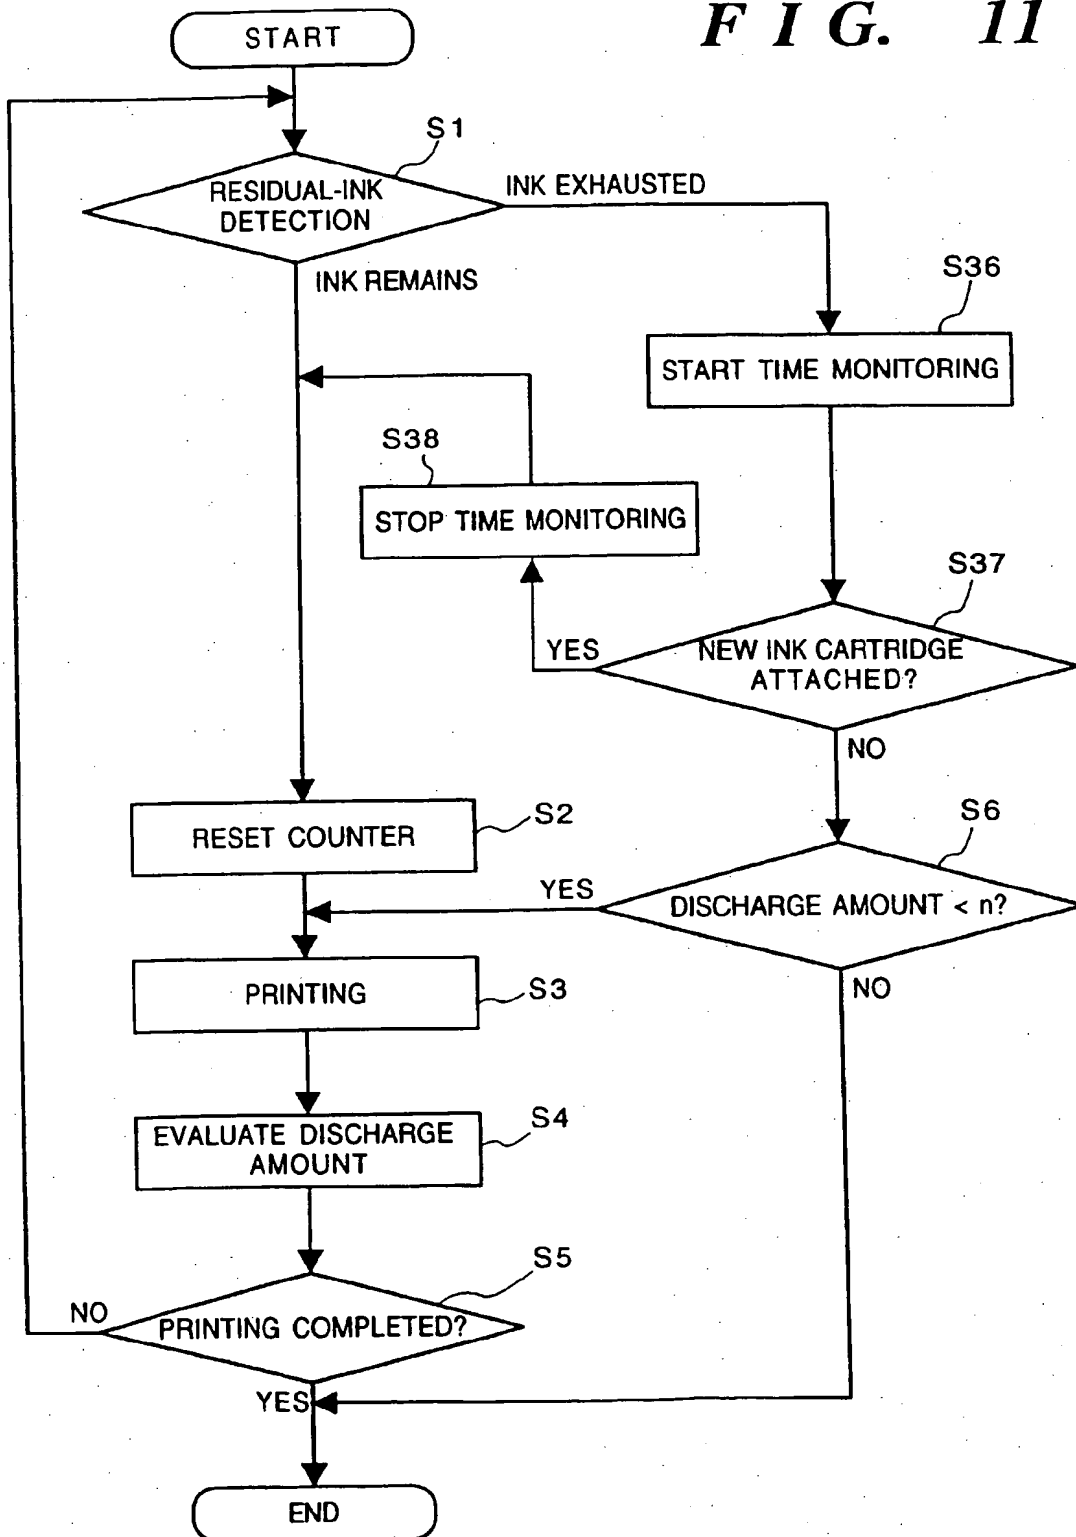 FIG. 11
START
S1
RESIDUAL-INK
DETECTION
INK EXHAUSTED
INK REMAINS
S36
START TIME MONITORING
S38
STOP TIME MONITORING
S37
YES
NEW INK CARTRIDGE
ATTACHED?
NO
RESET COUNTER
S2
S6
YES
DISCHARGE AMOUNT < n?
NO
PRINTING
S3
EVALUATE DISCHARGE
AMOUNT
S4
S5
NO
PRINTING COMPLETED?
YES
END